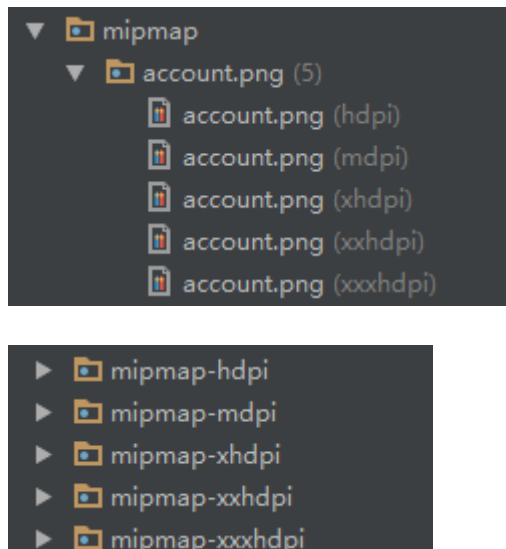 mipmap
account.png (5)
account.png (hdpi)
account.png (mdpi)
account.png (xhdpi)
account.png (xxhdpi)
account.png (xxxhdpi)
mipmap-hdpi
mipmap-mdpi
mipmap-xhdpi
mipmap-xxhdpi
mipmap-xxxhdpi